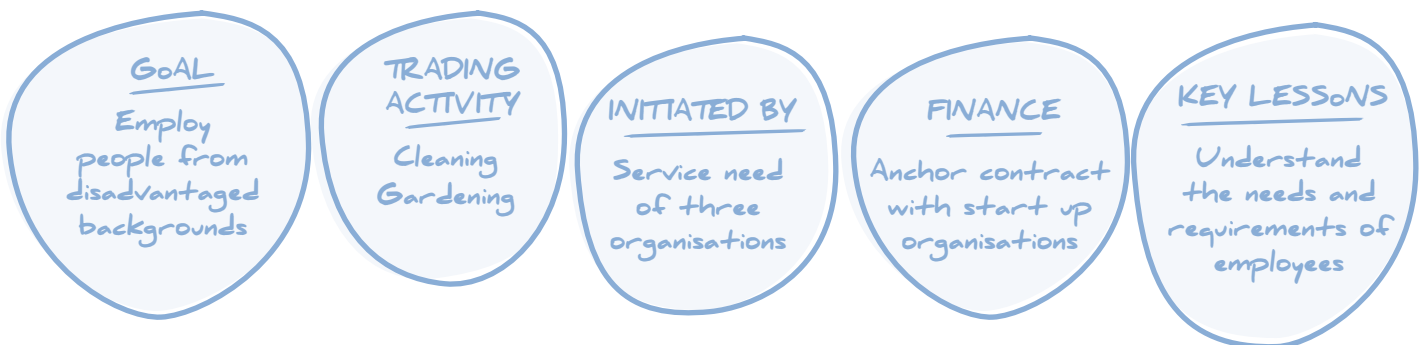 GoAL
Employ
people from
disadvantaged
backgrounds
TRADING
ACTIVITY
Cleaning
Gardening
INITIATED BY
Service need
of three
organisations
FINANCE
Anchor contract
with start up
organisations
KEY LESSoNS
Understand
the needs and
requirements of
employees